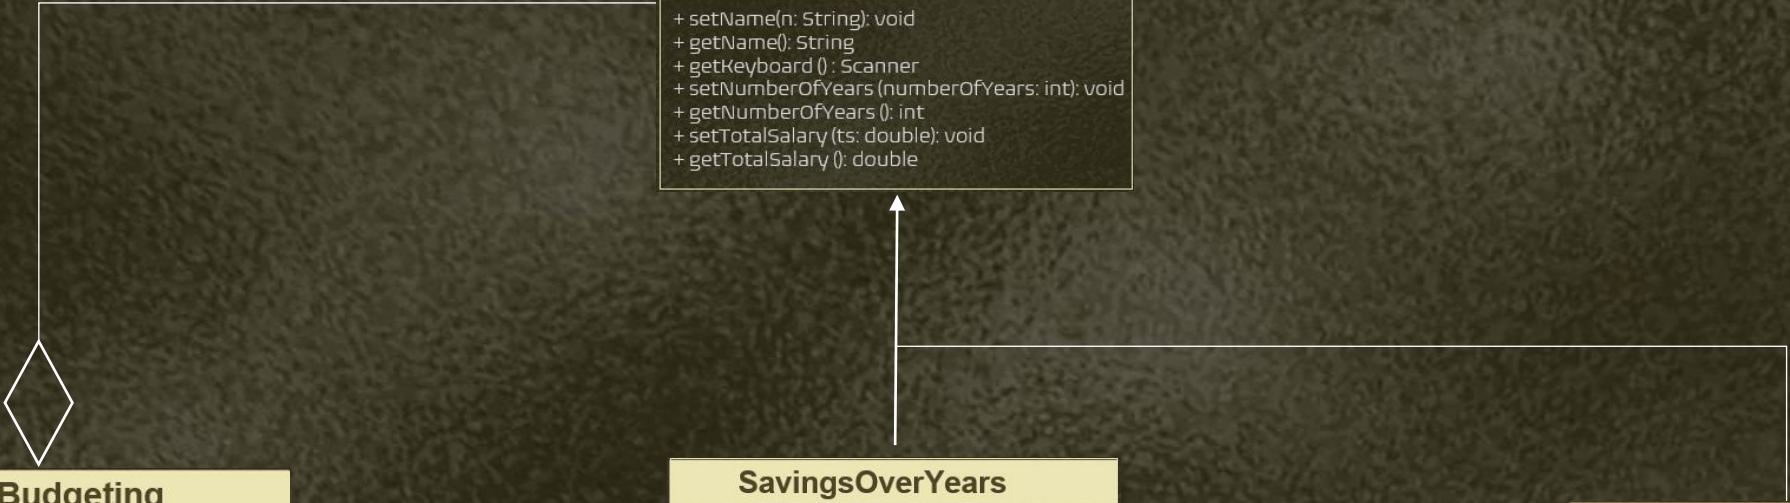 + setName(n: String): void
+ getName(): String
+ getKeyboard () : Scanner
+ setNumberOfYears (numberOfYears: int): void
+ getNumberOfYears (): int
+ setTotalSalary (ts: double): void
+ getTotalSalary (): double
Budgeting
SavingsOverYears